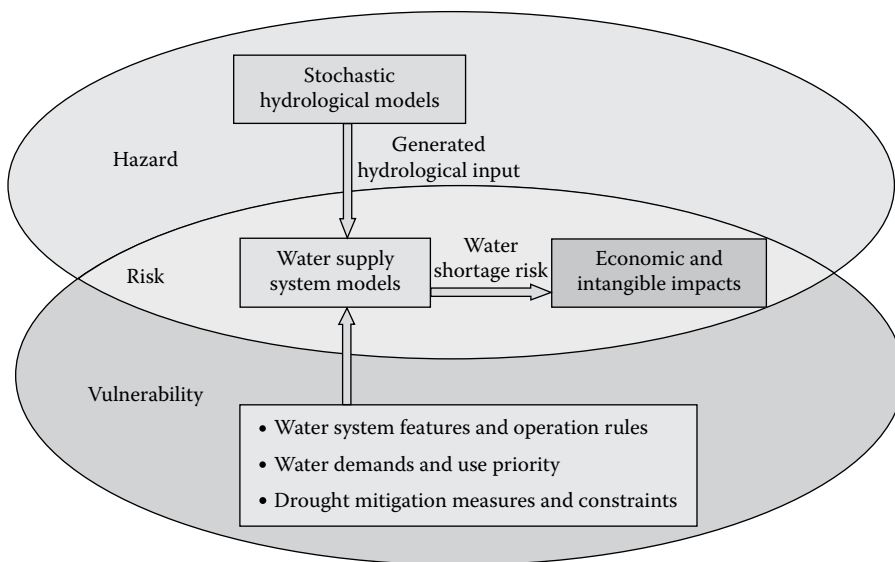 Stochastic
hydrological models
Hazard
Generated
hydrological input
Risk
Water supply
system models
Water
shortage risk
Economic and
intangible impacts
Vulnerability
• Water system features and operation rules
• Water demands and use priority
• Drought mitigation measures and constraints